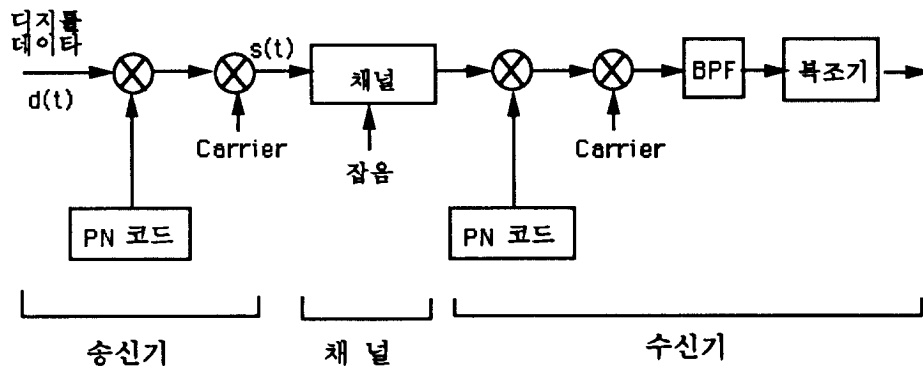 디지틀
데이타
d(t)
s(t)
Carrier
PN 코드
채널
잡음
Carrier
PN 코드
BPF
복조기
송신기
채 널
수신기